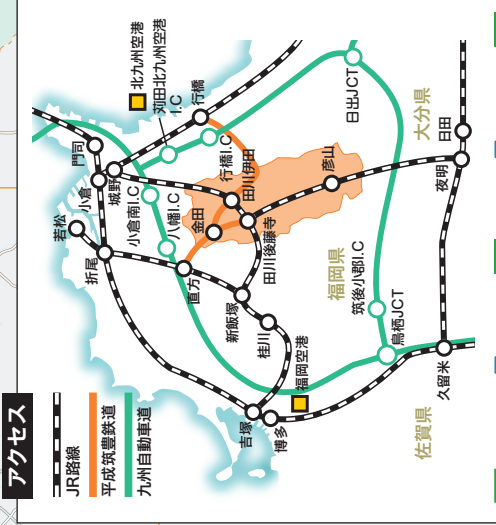 アクセス
JR路線
平成筑豊鉄道
九州自動車道
若松
折尾
小倉
門司
城野
小倉南I.C
八幡I.C
直方
金田
行橋I.C
田川伊田
田川後藤寺
北九州空港
苅田北九州空港
I.C
行橋
新飯塚
桂川
吉塚
博多
福岡空港
福岡県
筑後小郡I.C
鳥栖JCT
彦山
日出JCT
大分県
日田
夜明
久留米
佐賀県